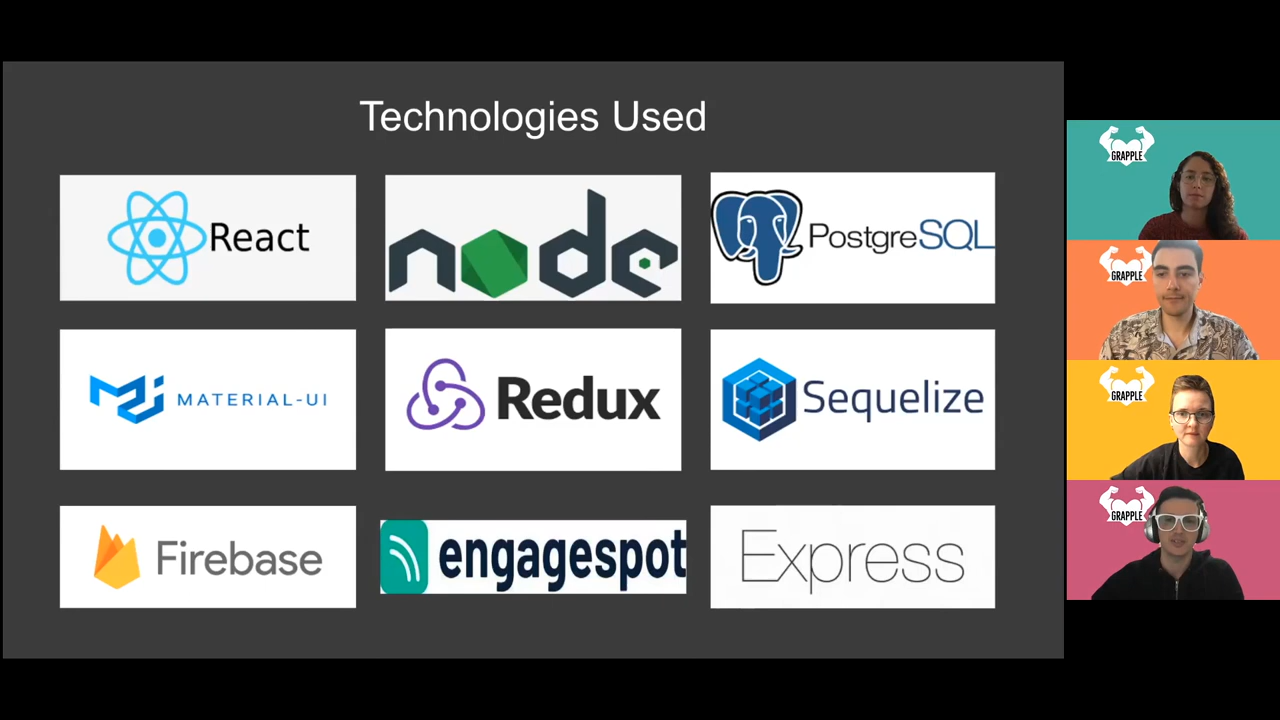 Technologies Used
React
node
PostgreSQL
MATERIAL-UI
Redux
Sequelize
Firebase
engagespot
Express
GRAPPLE
GRAPPLE
GRAPPLE
GRAPPLE